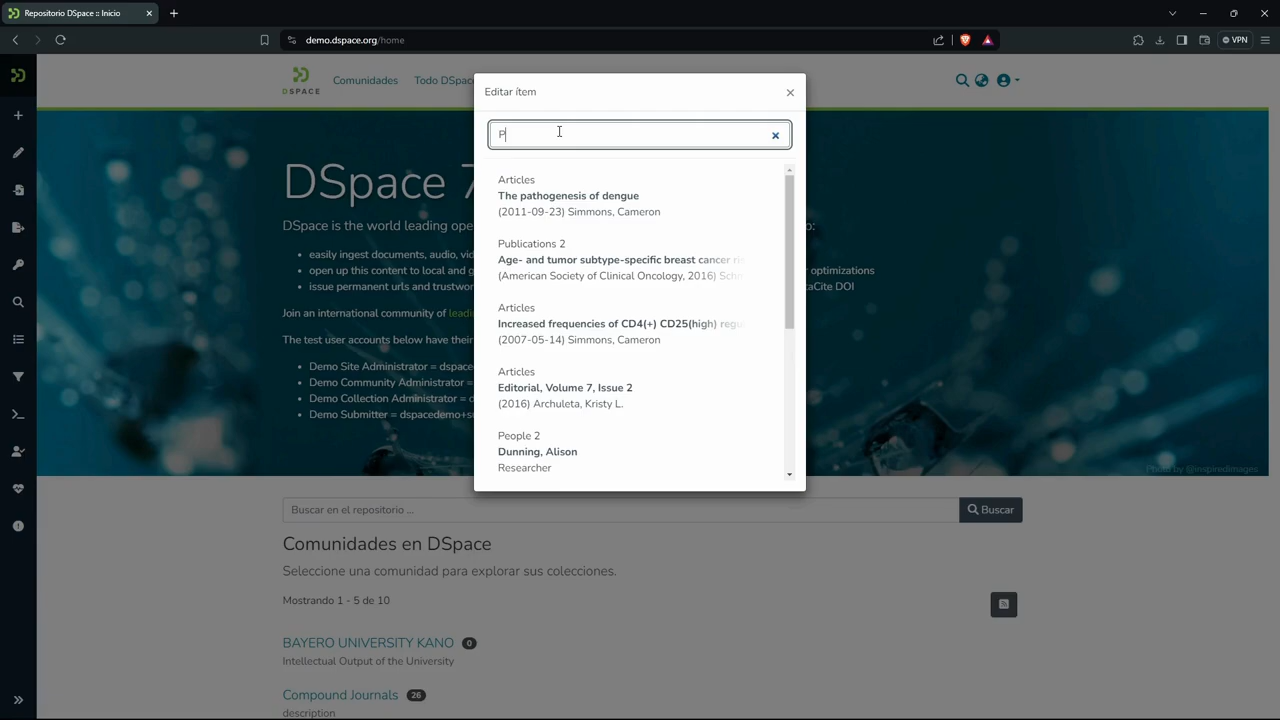 Repositorio DSpace :: Inicio
demo.dspace.org/home
VPN
DSPACE
Comunidades
Todo DSpac
Editar ítem
P
Articles
The pathogenesis of dengue
(2011-09-23) Simmons, Cameron
Publications 2
Age- and tumor subtype-specific breast cancer
(American Society of Clinical Oncology, 2016)
Articles
Increased frequencies of CD4(+) CD25(high)
(2007-05-14) Simmons, Cameron
Articles
Editorial, Volume 7, Issue 2
(2016) Archuleta, Kristy L.
People 2
Dunning, Alison
Researcher
DSpace 7
DSpace is the world leading ope
o:
easily ingest documents, audio, vid
open up this content to local and g
optimizations
issue permanent urls and trustwor
taCite DOI
Join an international community of leadi
The test user accounts below have their
Demo Site Administrator = dspace
Demo Community Administrator =
Demo Collection Administrator = d
Demo Submitter = dspacedemo+su
Photo by @inspiredimages
Buscar en el repositorio ...
Buscar
Comunidades en DSpace
Seleccione una comunidad para explorar sus colecciones.
Mostrando 1 - 5 de 10
BAYERO UNIVERSITY KANO 0
Intellectual Output of the University
Compound Journals 26
description